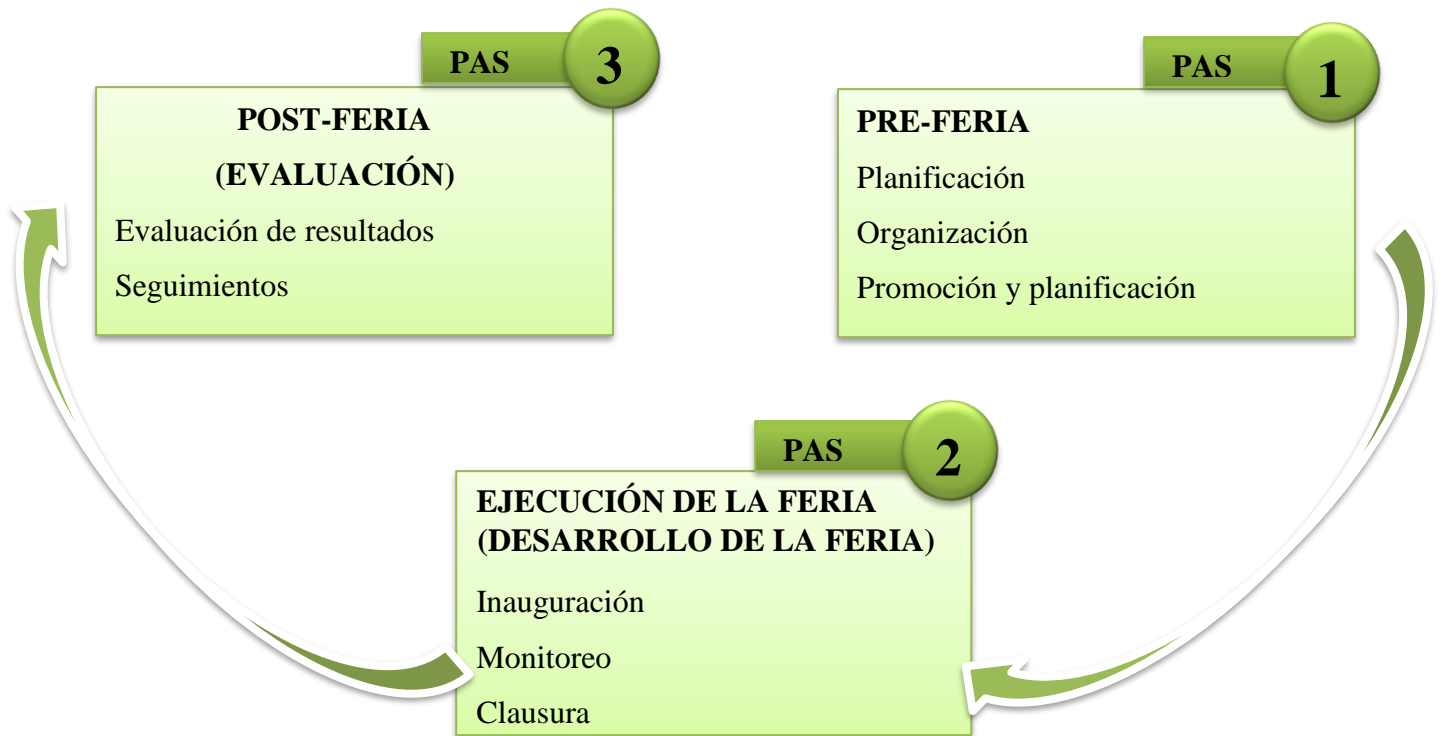 PAS 1
PRE-FERIA
Planificación
Organización
Promoción y planificación
PAS 2
EJECUCIÓN DE LA FERIA
(DESARROLLO DE LA FERIA)
Inauguración
Monitoreo
Clausura
PAS 3
POST-FERIA
(EVALUACIÓN)
Evaluación de resultados
Seguimientos